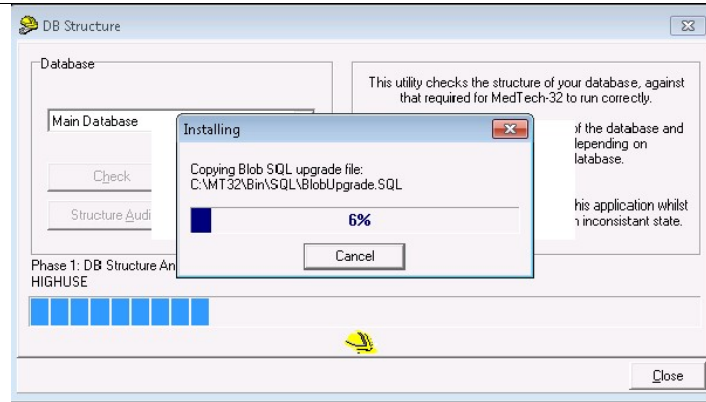 DB Structure
Database
Main Database
Check
Structure Audi
This utility checks the structure of your database, against
that required for MedTech-32 to run correctly.
of the database and
depending on
database.
his application whilst
n inconsistant state.
Installing
Copying Blob SQL upgrade file:
C:\MT32\Bin\SQL\BlobUpgrade.SQL
6%
Cancel
Phase 1: DB Structure An
HIGHUSE
Close